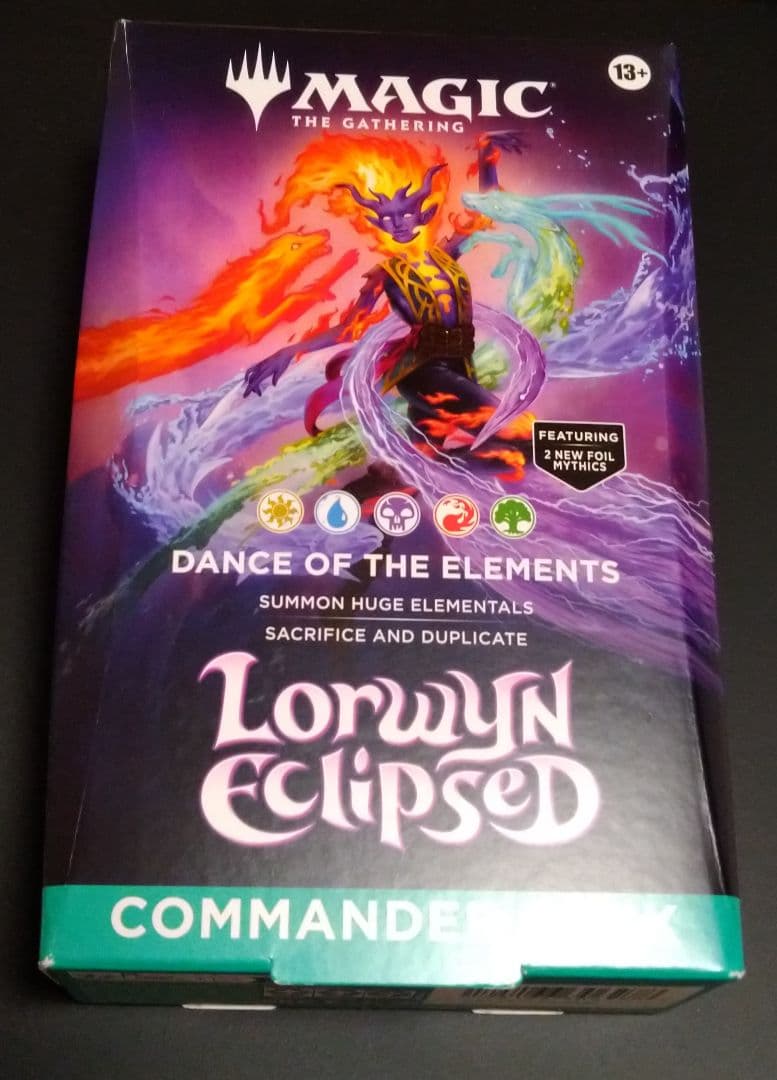 MAGIC
THE GATHERING
13+
FEATURING
2 NEW FOIL
MYTHICS
DANCE OF THE ELEMENTS
SUMMON HUGE ELEMENTALS
SACRIFICE AND DUPLICATE
Lorwyn
Eclipsed
COMMANDER